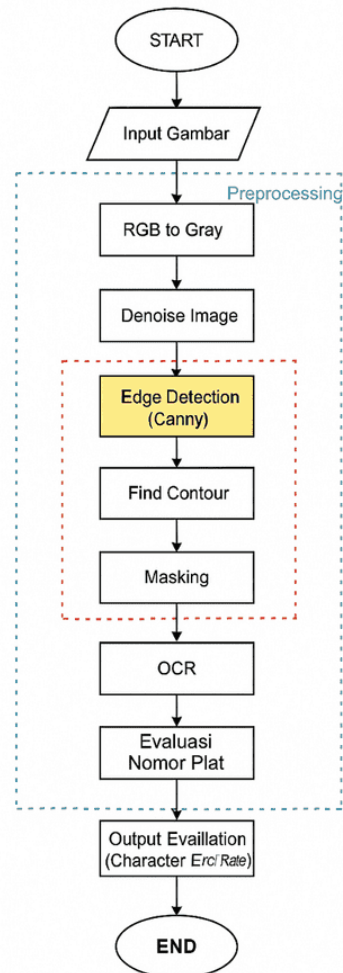 START
Input Gambar
Preprocessing
RGB to Gray
Denoise Image
Edge Detection
(Canny)
Find Contour
Masking
OCR
Evaluasi
Nomor Plat
Output Evaillation
(Character Rate)
END